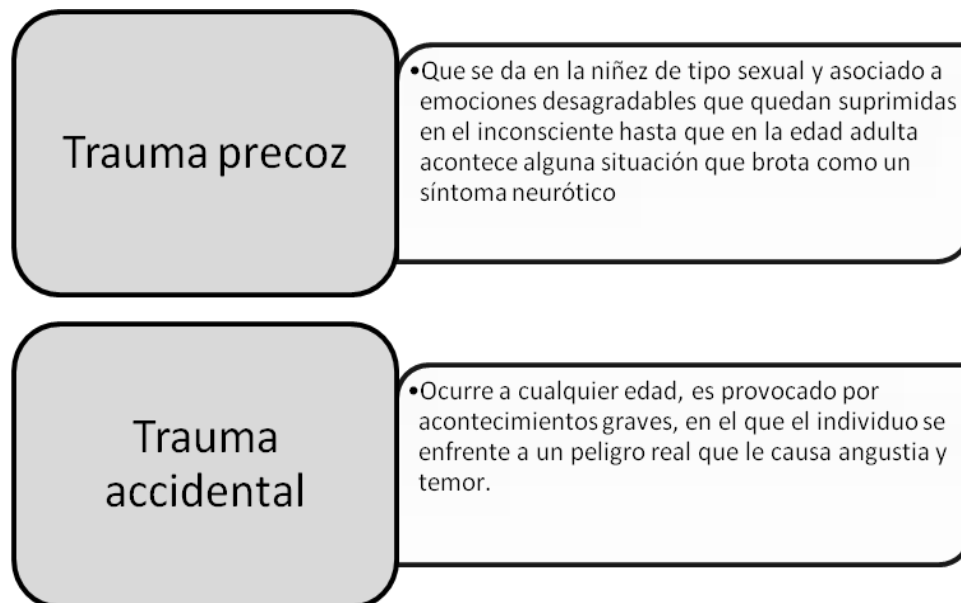 Trauma precoz
•Que se da en la niñez de tipo sexual y asociado a
emociones desagradables que quedan suprimidas
en el inconsciente hasta que en la edad adulta
acontece alguna situación que brota como un
síntoma neurótico
Trauma
accidental
•Ocurre a cualquier edad, es provocado por
acontecimientos graves, en el que el individuo se
enfrente a un peligro real que le causa angustia y
temor.